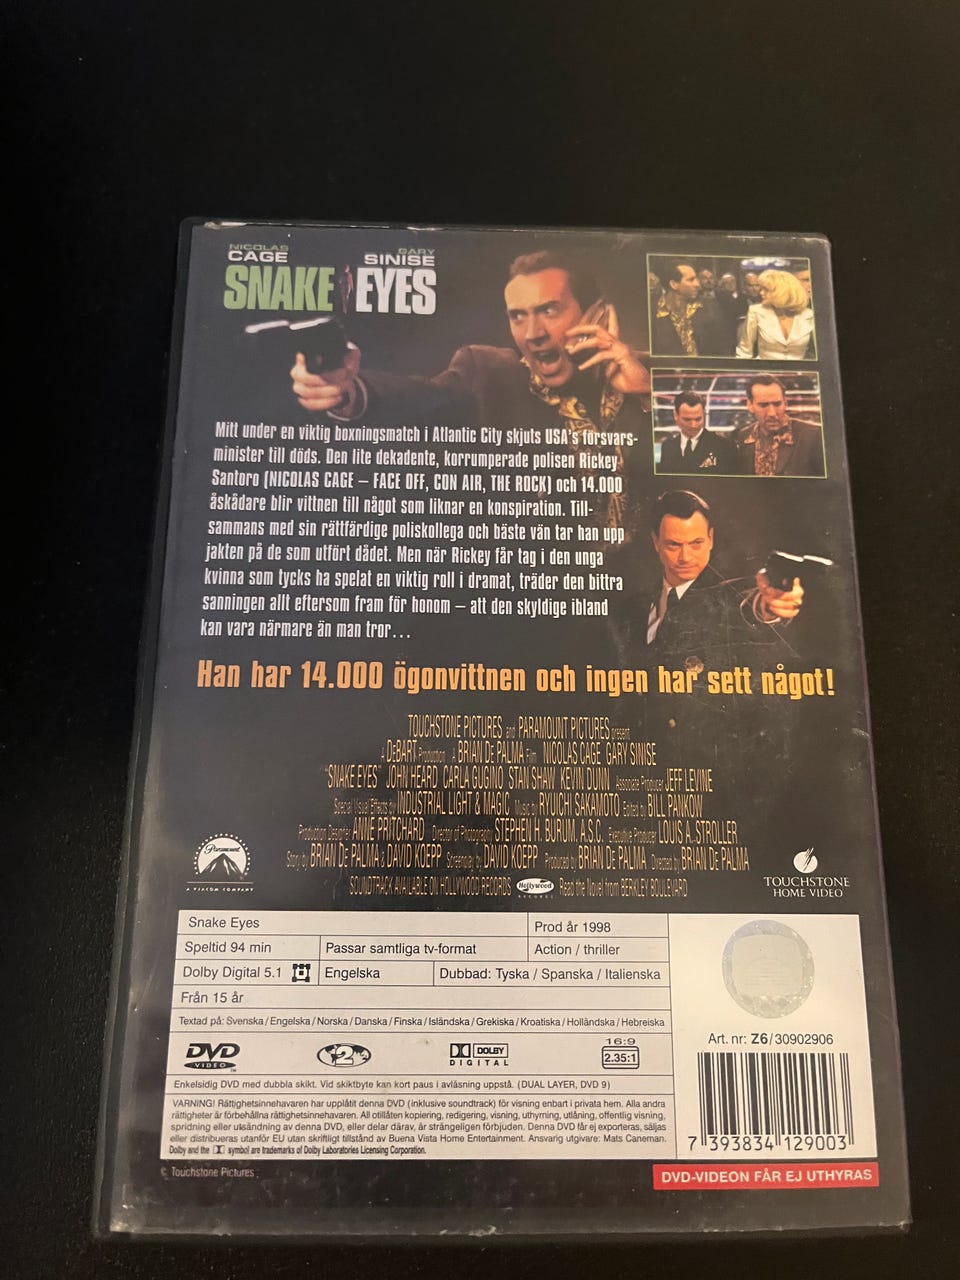 NICOLAS CAGE GARY SINISE
SNAKE EYES
Mitt under en viktig boxningsmatch i Atlantic City skjuts USA's försvars-
minister till döds. Den lite dekadente, korrumperade polisen Rickey
Santoro (NICOLAS CAGE – FACE OFF, CON AIR, THE ROCK) och 14.000
åskådare blir vittnen till något som liknar en konspiration. Till-
sammans med sin rättfärdige poliskollega och bäste vän tar han upp
jakten på de som utfört dådet. Men när Rickey får tag i den unga
kvinna som tycks ha spelat en viktig roll i dramat, träder den bittra
sanningen allt eftersom fram för honom – att den skyldige ibland
kan vara närmare än man tror...
Han har 14.000 ögonvittnen och ingen har sett något!
TOUCHSTONE PICTURES and PARAMOUNT PICTURES present
A DEBART Production A BRIAN DE PALMA Film NICOLAS CAGE GARY SINISE
"SNAKE EYES" JOHN HEARD CARLA GUGINO STAN SHAW KEVIN DUNN Associate Producer JEFF LEVINE
Special Visual Effects by INDUSTRIAL LIGHT & MAGIC Music by RYUICHI SAKAMOTO Edited by BILL PANKOW
Production Designer ANNE PRITCHARD Director of Photography STEPHEN H. BURUM, A.S.C. Executive Producer LOUIS A. STROLLER
Story by BRIAN DE PALMA & DAVID KOEPP Screenplay by DAVID KOEPP Produced by BRIAN DE PALMA Directed by BRIAN DE PALMA
SOUNDTRACK AVAILABLE ON HOLLYWOOD RECORDS Hollywood RECORDS Read the Novel from BERKLEY BOULEVARD
Paramount
A VIACOM COMPANY
TOUCHSTONE
HOME VIDEO
Snake Eyes
Prod år 1998
Speltid 94 min
Passar samtliga tv-format
Action / thriller
Dolby Digital 5.1
Engelska
Dubbad: Tyska / Spanska / Italienska
Från 15 år
Textad på: Svenska / Engelska / Norska / Danska / Finska / Isländska / Grekiska / Kroatiska / Holländska / Hebreiska
DVD VIDEO
2
DOLBY DIGITAL
16:9
2.35:1
Enkelsidig DVD med dubbla skikt. Vid skiktbyte kan kort paus i avläsning uppstå. (DUAL LAYER, DVD 9)
VARNING! Rättighetsinnehavaren har upplåtit denna DVD (inklusive soundtrack) för visning enbart i privata hem. Alla andra
rättigheter är förbehållna rättighetsinnehavaren. All otillåten kopiering, redigering, visning, uthyrning, utlåning, offentlig visning,
spridning eller utsändning av denna DVD, eller delar därav, är strängeligen förbjuden. Denna DVD får ej exporteras, säljas
eller distribueras utanför EU utan skriftligt tillstånd av Buena Vista Home Entertainment. Ansvarig utgivare: Mats Caneman.
Dolby and the symbol are trademarks of Dolby Laboratories Licensing Corporation.
Art. nr: Z6/30902906
7 393834 129003
© Touchstone Pictures.
DVD-VIDEON FÅR EJ UTHYRAS